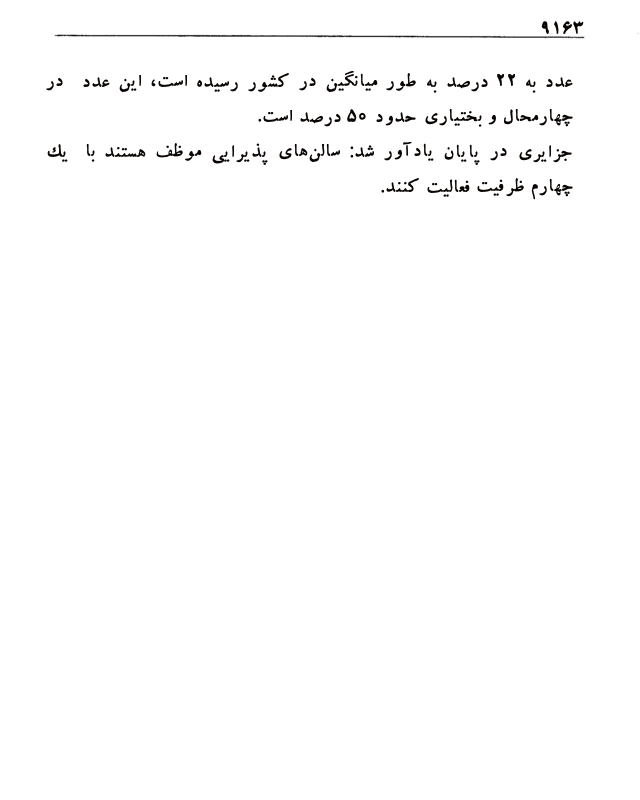 ۹۱۶۳
عدد به ۲۲ درصد به طور میانگین در کشور رسیده است، این عدد در
چهارمحال و بختیاری حدود ۵۰ درصد است.
جزایری در پایان یادآور شد: سالن‌های پذیرایی موظف هستند با یك
چهارم ظرفیت فعالیت کنند.